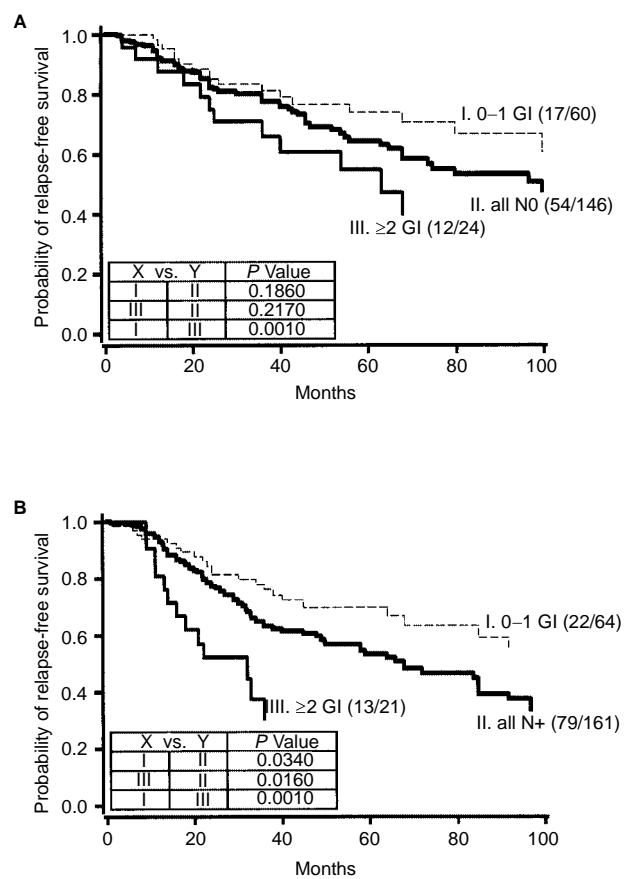 A
Probability of relapse-free survival
1.0
0.8
0.6
0.4
0.2
0.0
I. 0–1 GI (17/60)
II. all N0 (54/146)
III. ≥2 GI (12/24)
X vs. Y P Value
I II 0.1860
III II 0.2170
I III 0.0010
0 20 40 60 80 100
Months
B
Probability of relapse-free survival
1.0
0.8
0.6
0.4
0.2
0.0
I. 0–1 GI (22/64)
III. ≥2 GI (13/21)
II. all N+ (79/161)
X vs. Y P Value
I II 0.0340
III II 0.0160
I III 0.0010
0 20 40 60 80 100
Months